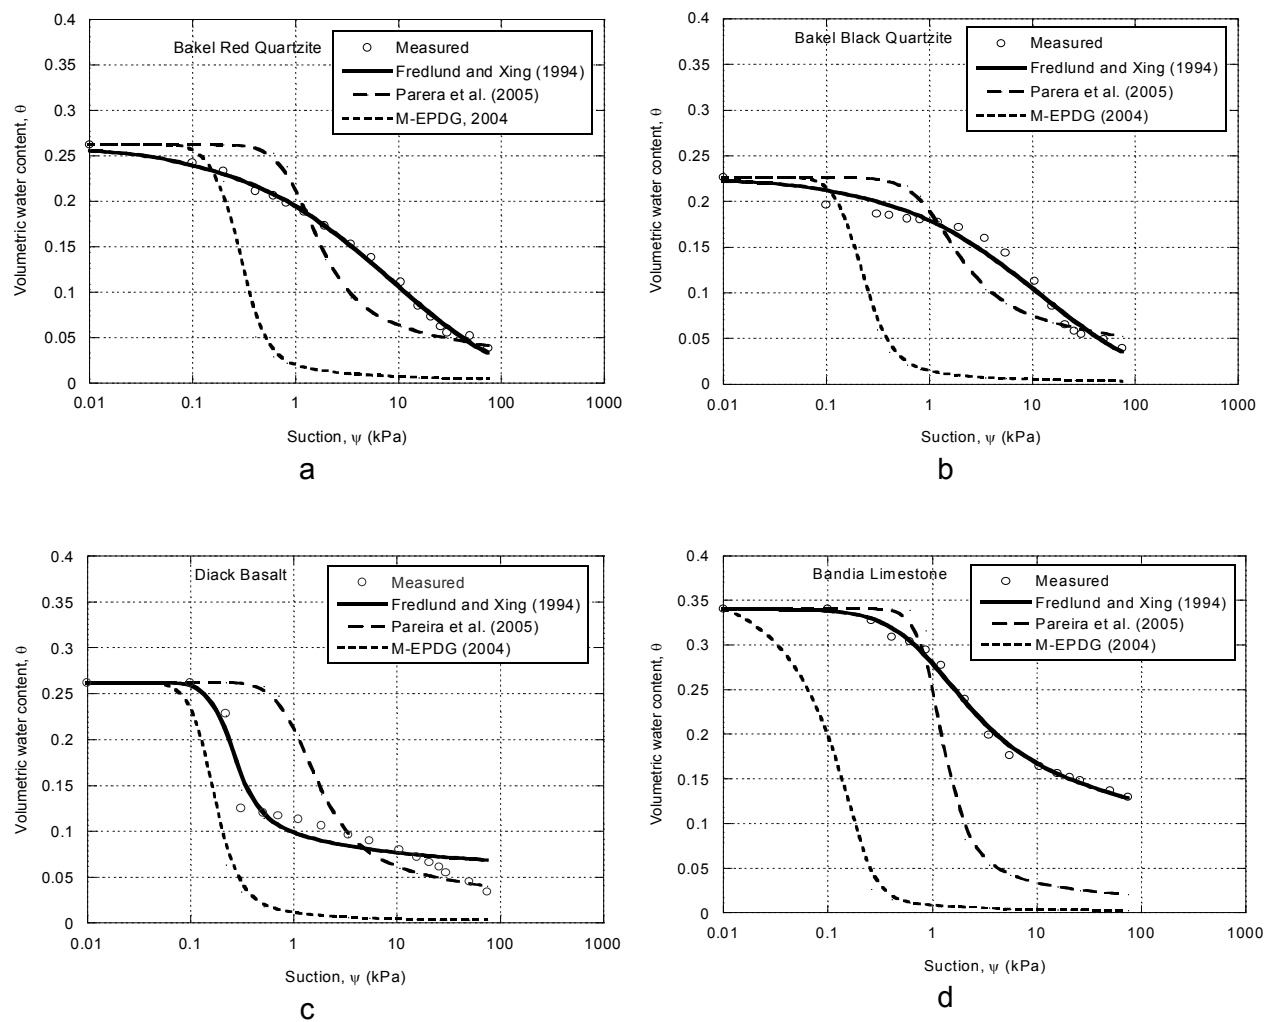 Bakel Red Quartzite
Measured
Fredlund and Xing (1994)
Parera et al. (2005)
M-EPDG, 2004
Volumetric water content, θ
0.4
0.35
0.3
0.25
0.2
0.15
0.1
0.05
0
0.01 0.1 1 10 100 1000
Suction, ψ (kPa)
a
Bakel Black Quartzite
Measured
Fredlund and Xing (1994)
Parera et al. (2005)
M-EPDG (2004)
Volumetric water content, θ
0.4
0.35
0.3
0.25
0.2
0.15
0.1
0.05
0
0.01 0.1 1 10 100 1000
Suction, ψ (kPa)
b
Diack Basalt
Measured
Fredlund and Xing (1994)
Pareira et al. (2005)
M-EPDG (2004)
Volumetric water content, θ
0.4
0.35
0.3
0.25
0.2
0.15
0.1
0.05
0
0.01 0.1 1 10 100 1000
Suction, ψ (kPa)
c
Bandia Limestone
Measured
Fredlund and Xing (1994)
Pareira et al. (2005)
M-EPDG (2004)
Volumetric water content, θ
0.4
0.35
0.3
0.25
0.2
0.15
0.1
0.05
0
0.01 0.1 1 10 100 1000
Suction, ψ (kPa)
d